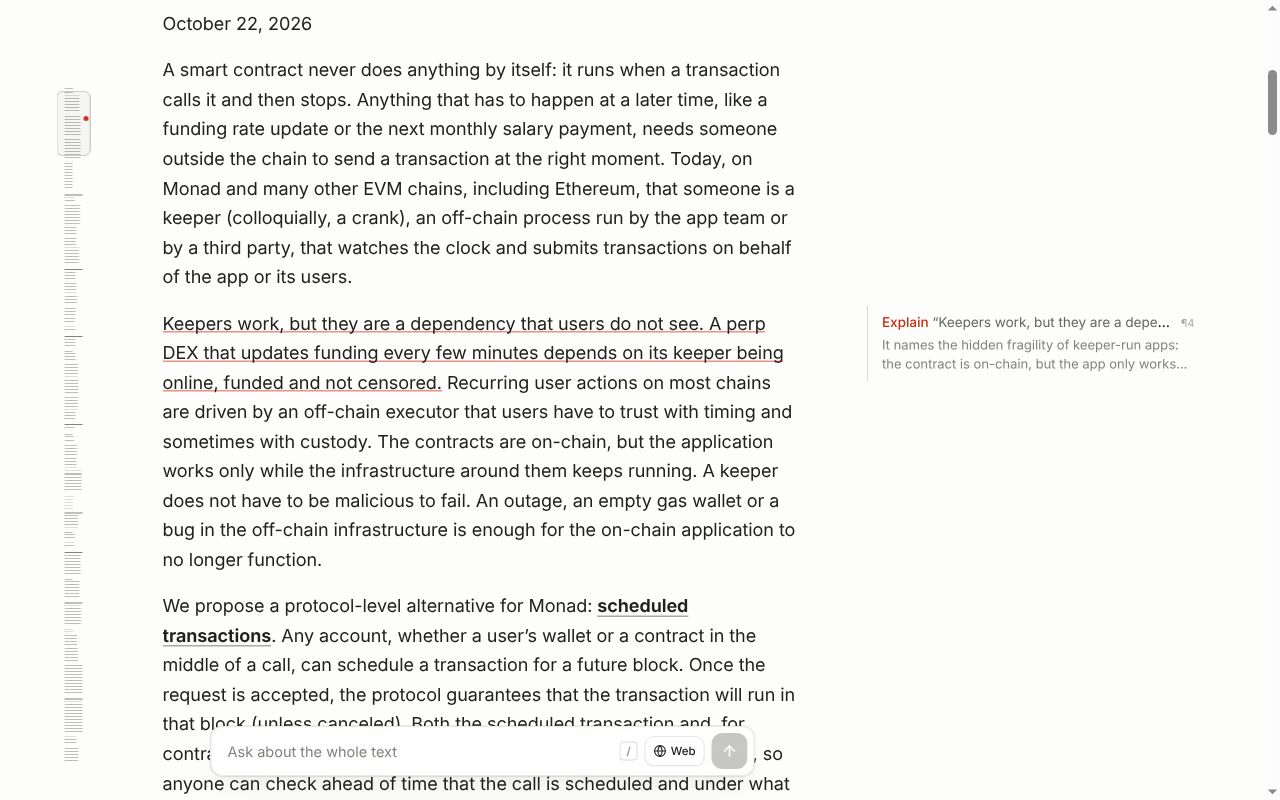 October 22, 2026
A smart contract never does anything by itself: it runs when a transaction
calls it and then stops. Anything that has to happen at a later time, like a
funding rate update or the next monthly salary payment, needs someone
outside the chain to send a transaction at the right moment. Today, on
Monad and many other EVM chains, including Ethereum, that someone is a
keeper (colloquially, a crank), an off-chain process run by the app team or
by a third party, that watches the clock and submits transactions on behalf
of the app or its users.
Keepers work, but they are a dependency that users do not see. A perp
DEX that updates funding every few minutes depends on its keeper being
online, funded and not censored. Recurring user actions on most chains
are driven by an off-chain executor that users have to trust with timing and
sometimes with custody. The contracts are on-chain, but the application
works only while the infrastructure around them keeps running. A keeper
does not have to be malicious to fail. An outage, an empty gas wallet or a
bug in the off-chain infrastructure is enough for the on-chain application to
no longer function.
Explain “Keepers work, but they are a depe... ¶4
It names the hidden fragility of keeper-run apps:
the contract is on-chain, but the app only works...
We propose a protocol-level alternative for Monad: scheduled
transactions. Any account, whether a user’s wallet or a contract in the
middle of a call, can schedule a transaction for a future block. Once the
request is accepted, the protocol guarantees that the transaction will run in
that block (unless canceled). Both the scheduled transaction and, for
, so
anyone can check ahead of time that the call is scheduled and under what
Ask about the whole text / Web